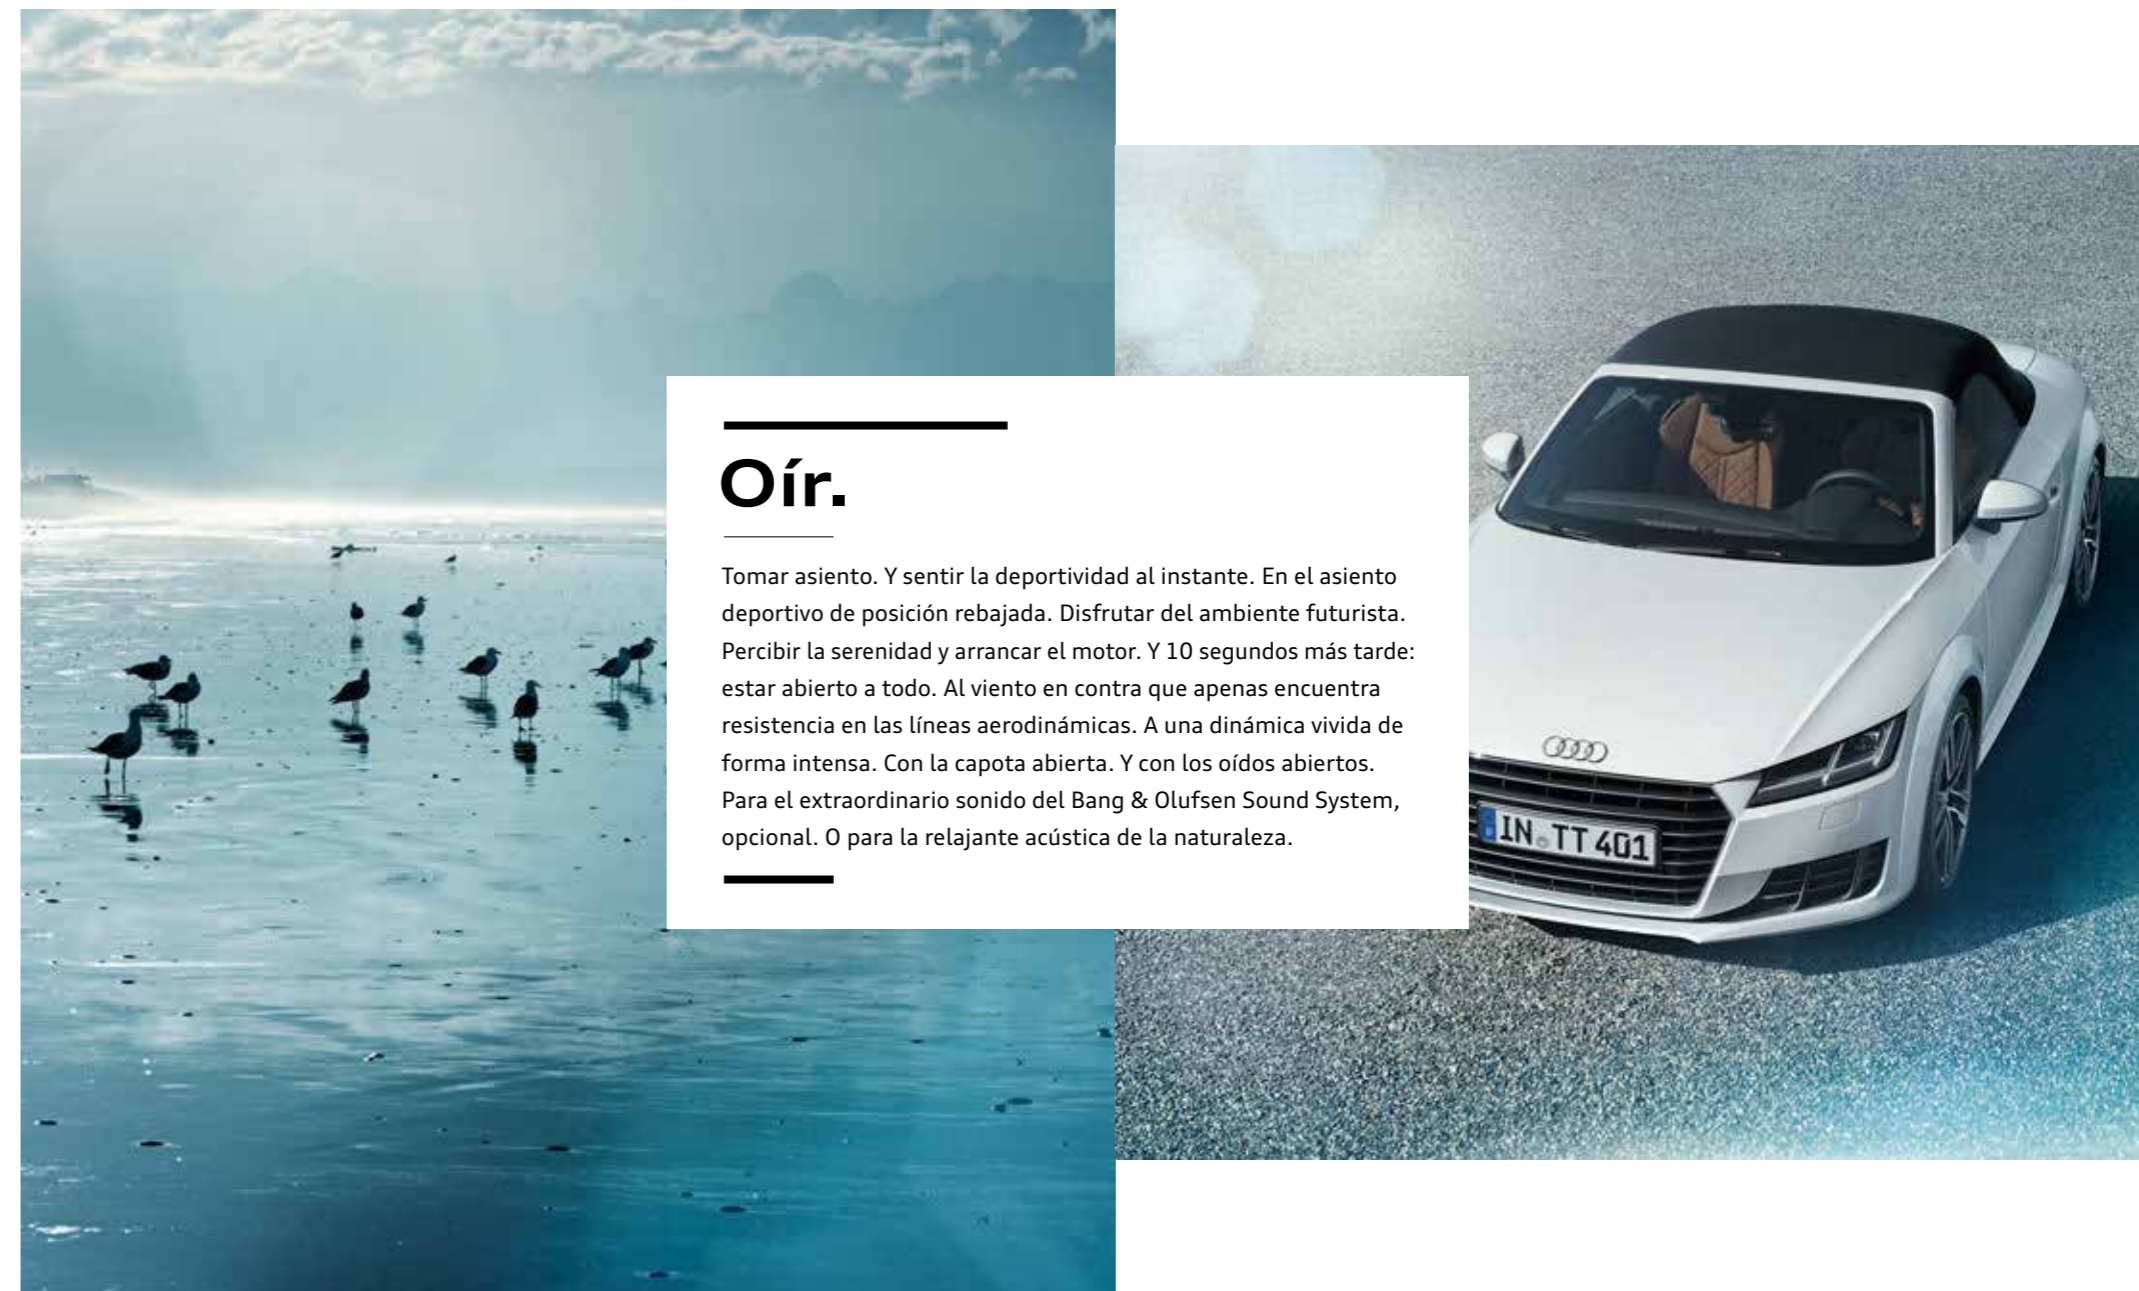 Oír.
Tomar asiento. Y sentir la deportividad al instante. En el asiento
deportivo de posición rebajada. Disfrutar del ambiente futurista.
Percibir la serenidad y arrancar el motor. Y 10 segundos más tarde:
estar abierto a todo. Al viento en contra que apenas encuentra
resistencia en las líneas aerodinámicas. A una dinámica vivida de
forma intensa. Con la capota abierta. Y con los oídos abiertos.
Para el extraordinario sonido del Bang & Olufsen Sound System,
opcional. O para la relajante acústica de la naturaleza.
IN TT 401